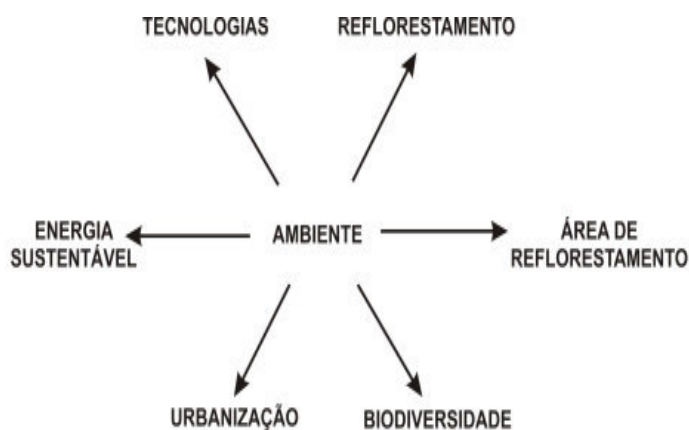 TECNOLOGIAS
REFLORESTAMENTO
ENERGIA
SUSTENTÁVEL
AMBIENTE
ÁREA DE
REFLORESTAMENTO
URBANIZAÇÃO
BIODIVERSIDADE